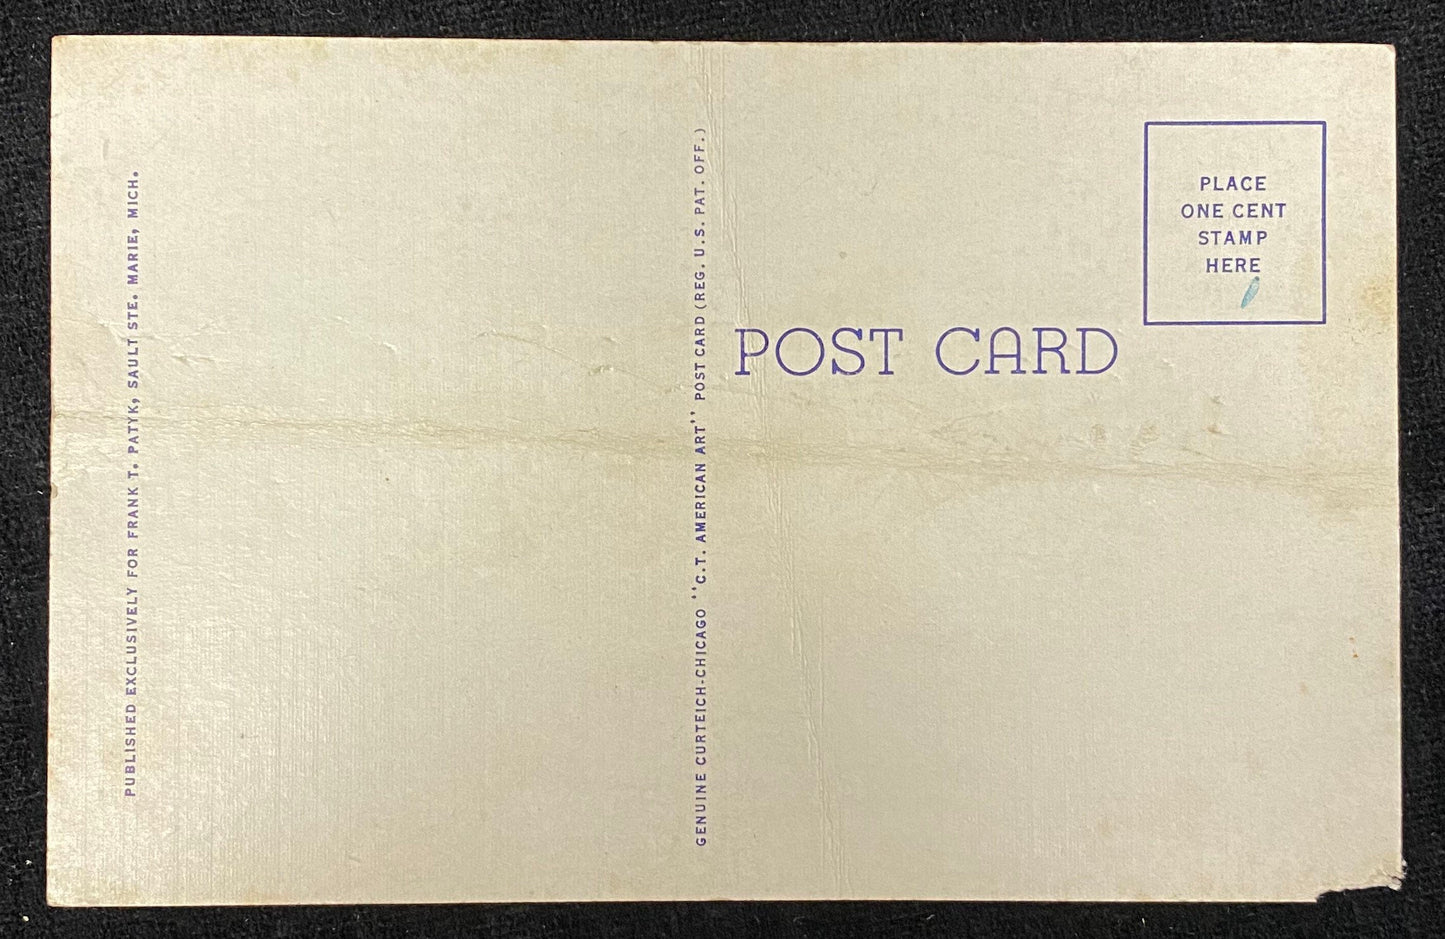 PUBLISHED EXCLUSIVELY FOR FRANK T. PATYK, SAULT STE. MARIE, MICH.
GENUINE CURTEICH-CHICAGO "C.T. AMERICAN ART" POST CARD (REG. U.S. PAT. OFF.)
POST CARD
PLACE
ONE CENT
STAMP
HERE